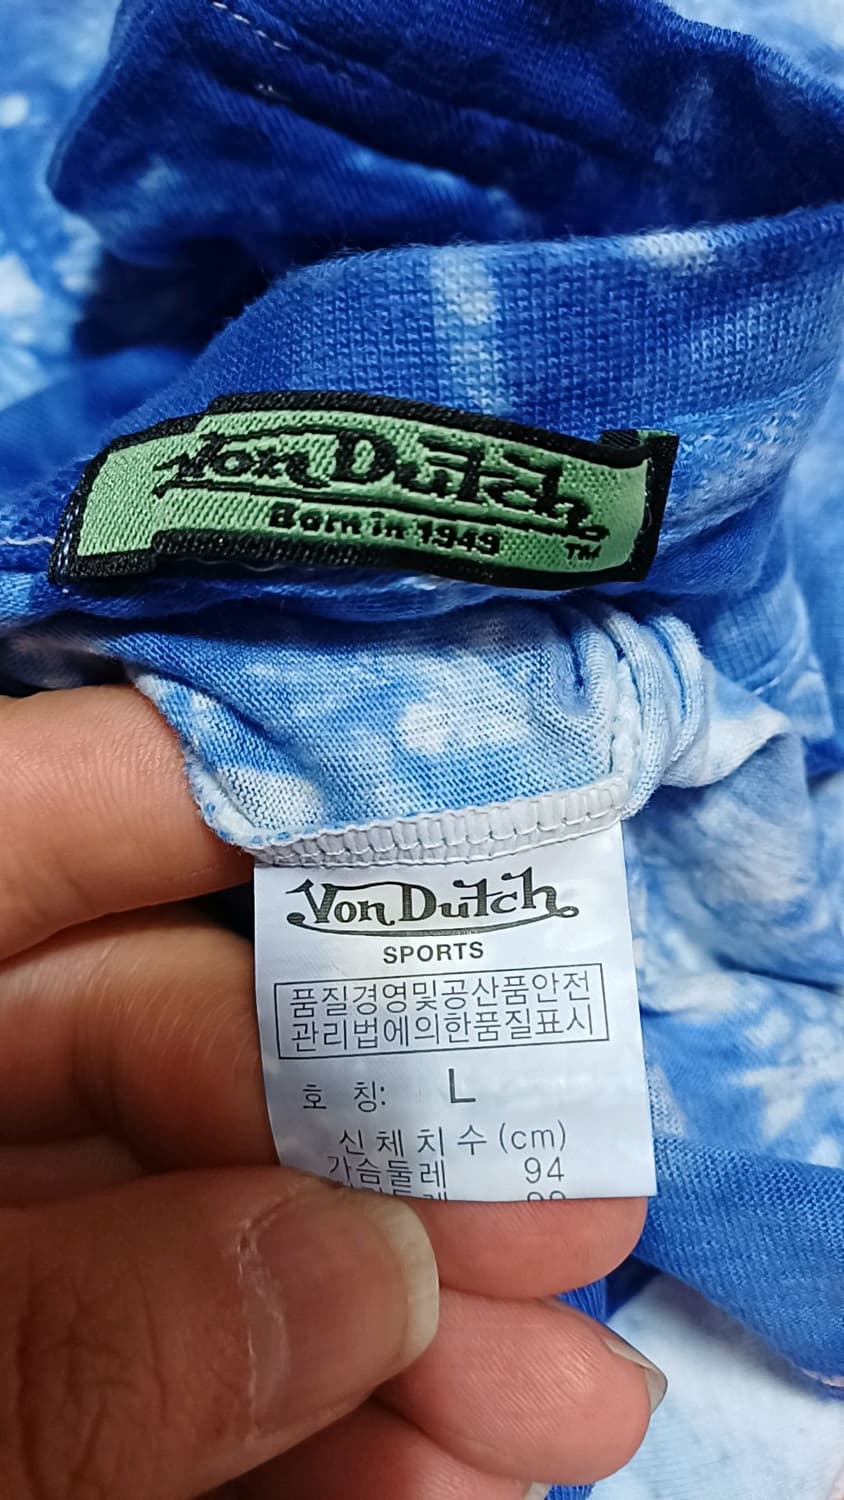 Von Dutch
Born in 1949
TM
Von Dutch
SPORTS
품질경영및공산품안전
관리법에의한품질표시
호 칭: L
신체치수(cm)
가슴둘레 94